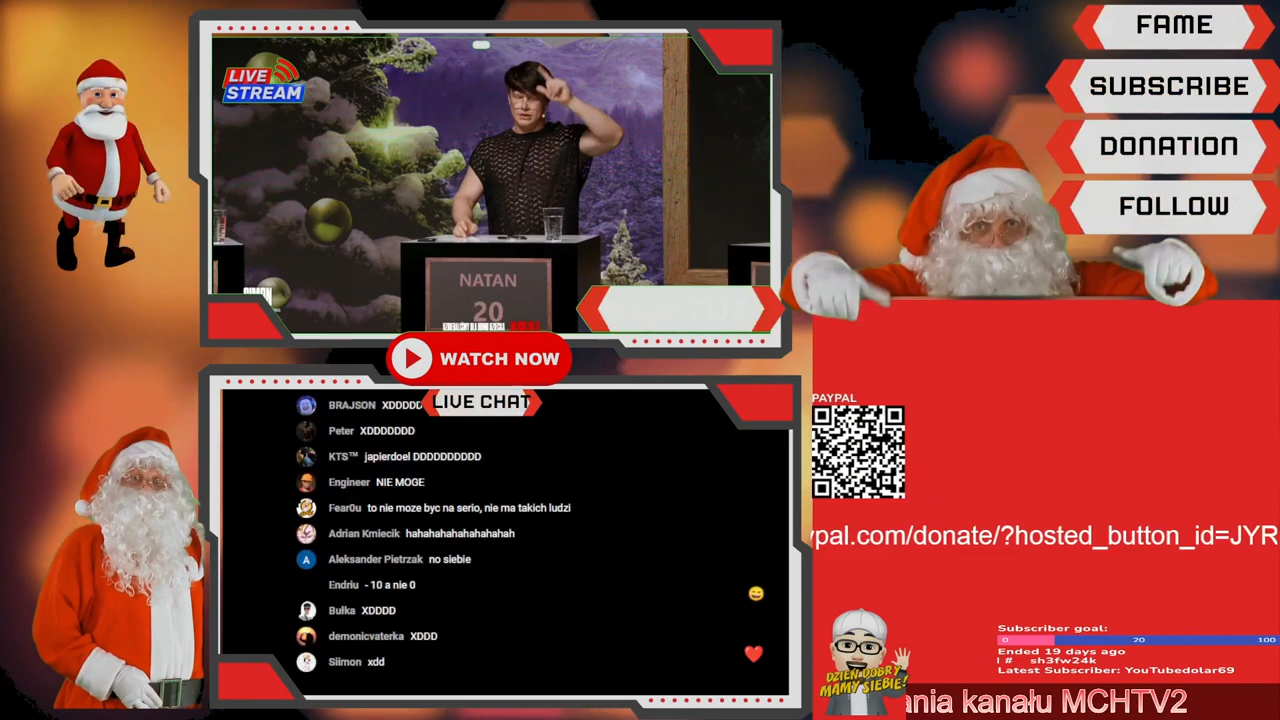 LIVE
STREAM
NATAN
20
WATCH NOW
LIVE CHAT
BRAJSON XDDDDD
Peter XDDDDDDD
KTS™ japierdoel DDDDDDDDDD
Engineer NIE MOGE
Fear0u to nie moze byc na serio, nie ma takich ludzi
Adrian Kmiecik hahahahahahahahah
A Aleksander Pietrzak no siebie
Endriu - 10 a nie 0
Bułka XDDDD
demonicvaterka XDDD
Siimon xdd
FAME
SUBSCRIBE
DONATION
FOLLOW
PAYPAL
ypal.com/donate/?hosted_button_id=JYR
Subscriber goal:
0 20 100
Ended 19 days ago
l # sh3fw24k
Latest Subscriber: YouTubedolar69
DZIEŃ DOBRY
MAMY SIEBIE!
ania kanału MCHTV2